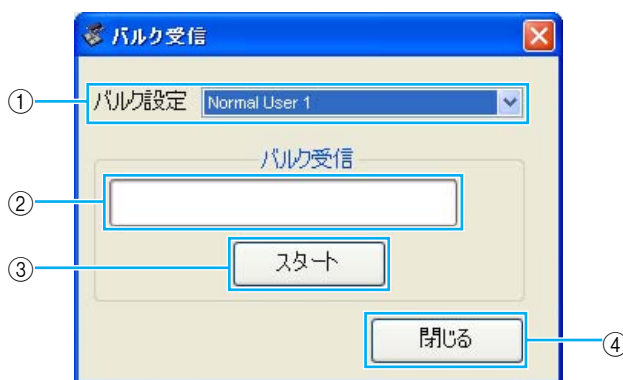 バルク受信
① バルク設定 Normal User 1
バルク受信
②
③ スタート
閉じる ④